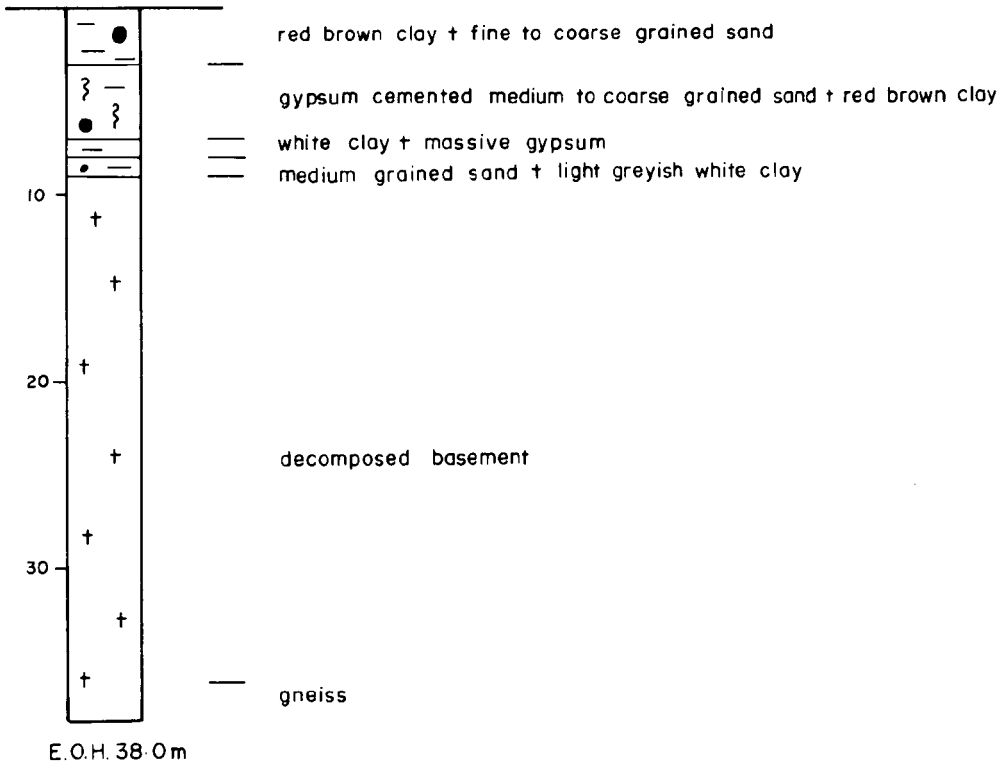 red brown clay + fine to coarse grained sand
gypsum cemented medium to coarse grained sand + red brown clay
white clay + massive gypsum
medium grained sand + light greyish white clay
10
20
decomposed basement
30
gneiss
E.O.H. 38·0m